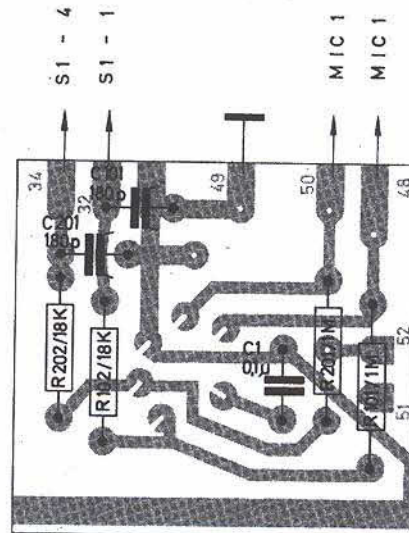 S1 - 4
S1 - 1
MIC 1
MIC 1
34
32
49
50
48
C201
180p
C101
180p
R202/18K
R102/18K
C1
0,1µ
R201/1M
R101/1M
52
51